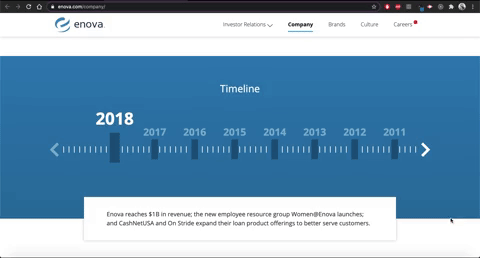 enova.com/company/
enova
Investor Relations
Company
Brands
Culture
Careers
Timeline
2018
2017
2016
2015
2014
2013
2012
2011
Enova reaches $1B in revenue; the new employee resource group Women@Enova launches;
and CashNetUSA and On Stride expand their loan product offerings to better serve customers.